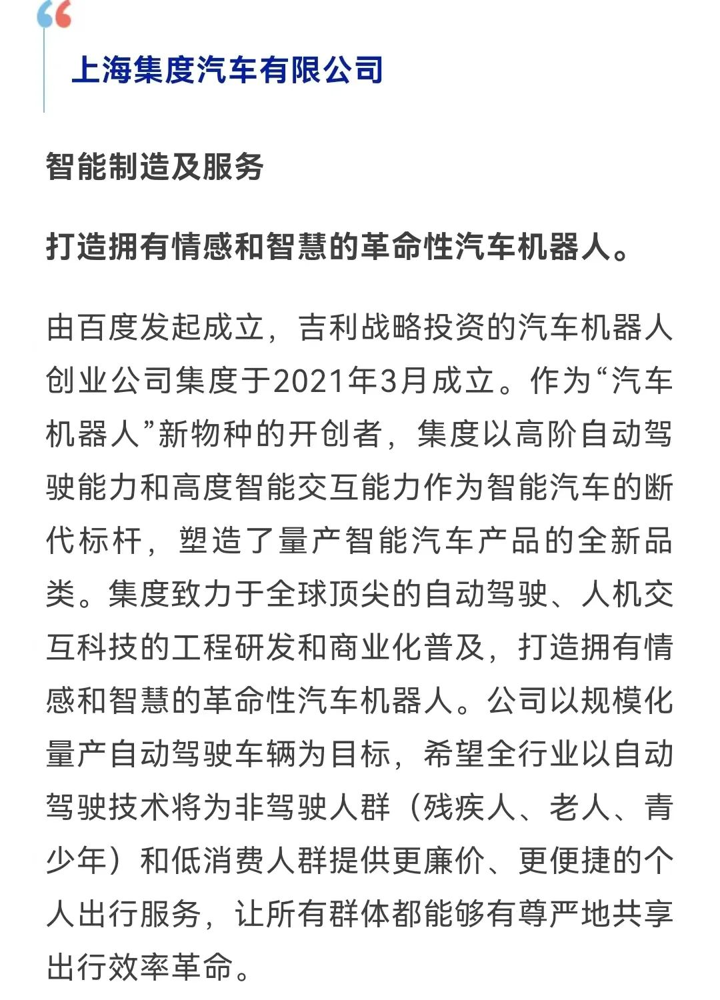 上海集度汽车有限公司
智能制造及服务
打造拥有情感和智慧的革命性汽车机器人。
由百度发起成立，吉利战略投资的汽车机器人
创业公司集度于2021年3月成立。作为“汽车
机器人”新物种的开创者，集度以高阶自动驾
驶能力和高度智能交互能力作为智能汽车的断
代标杆，塑造了量产智能汽车产品的全新品
类。集度致力于全球顶尖的自动驾驶、人机交
互科技的工程研发和商业化普及，打造拥有情
感和智慧的革命性汽车机器人。公司以规模化
量产自动驾驶车辆为目标，希望全行业以自动
驾驶技术将为非驾驶人群（残疾人、老人、青
少年）和低消费人群提供更廉价、更便捷的个
人出行服务，让所有群体都能够有尊严地共享
出行效率革命。